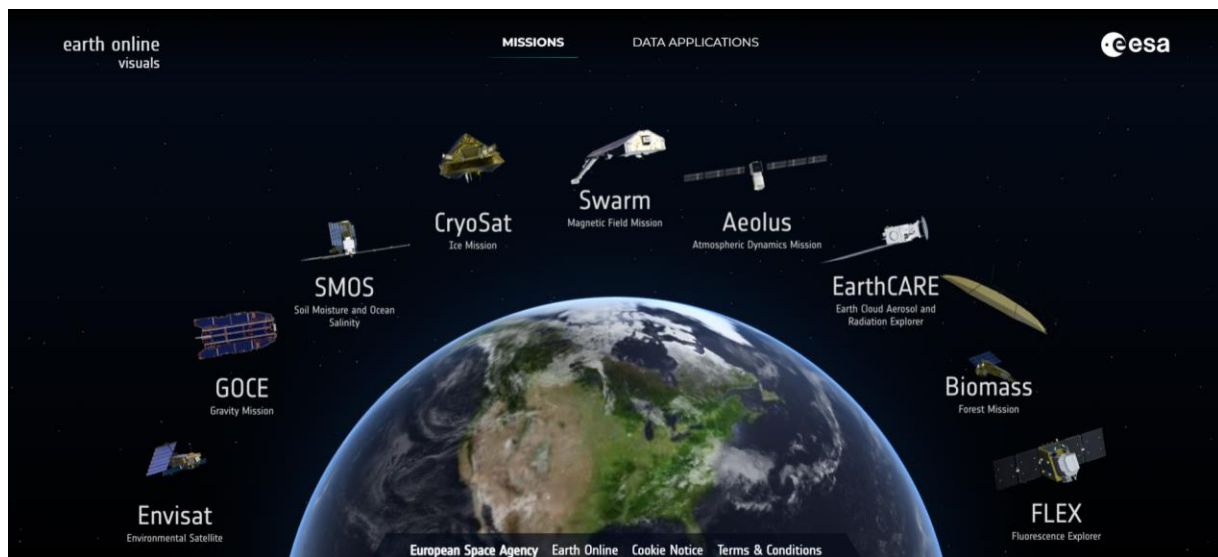 earth online
visuals
MISSIONS
DATA APPLICATIONS
esa
CryoSat
Ice Mission
Swarm
Magnetic Field Mission
Aeolus
Atmospheric Dynamics Mission
SMOS
Soil Moisture and Ocean
Salinity
EarthCARE
Earth Cloud Aerosol and
Radiation Explorer
GOCE
Gravity Mission
Biomass
Forest Mission
Envisat
Environmental Satellite
FLEX
Fluorescence Explorer
European Space Agency Earth Online Cookie Notice Terms & Conditions